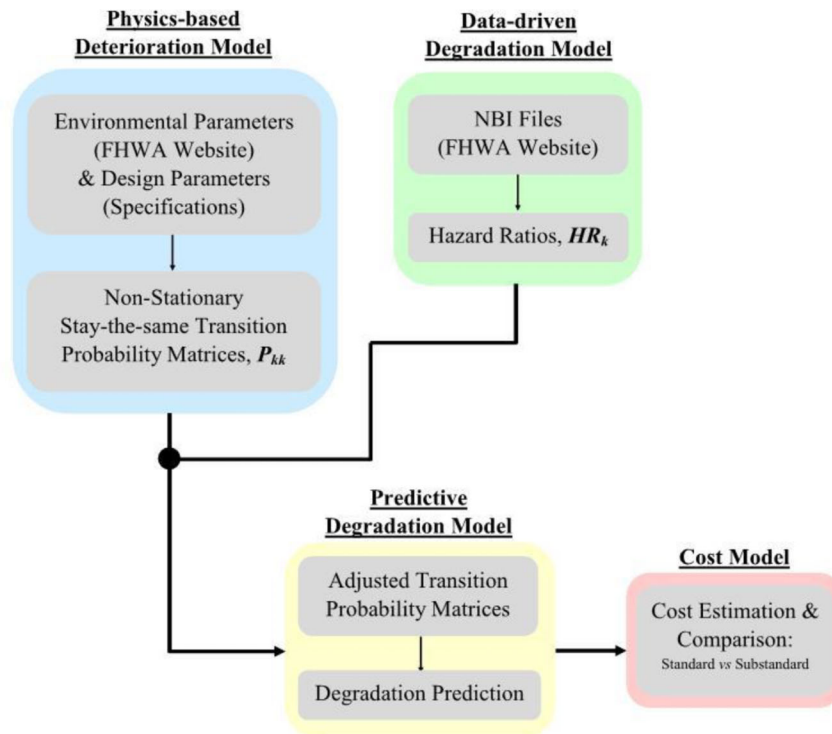 Physics-based
Deterioration Model
Environmental Parameters
(FHWA Website)
& Design Parameters
(Specifications)
Non-Stationary
Stay-the-same Transition
Probability Matrices, Pkk
Data-driven
Degradation Model
NBI Files
(FHWA Website)
Hazard Ratios, HRk
Predictive
Degradation Model
Adjusted Transition
Probability Matrices
Degradation Prediction
Cost Model
Cost Estimation &
Comparison:
Standard vs Substandard